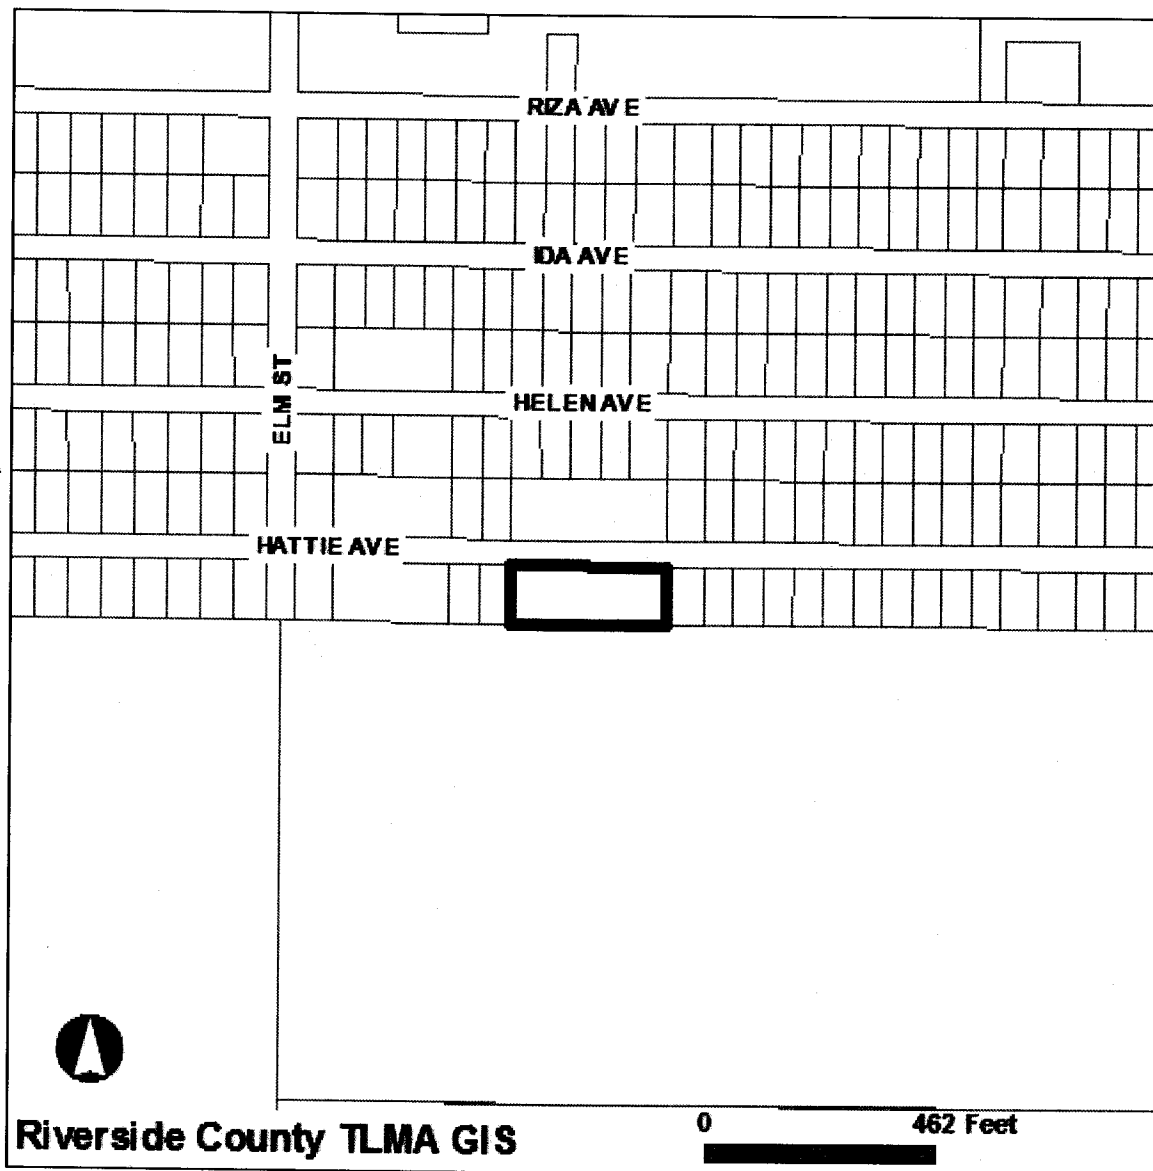 RIZA AVE
IDA AVE
ELM ST
HELEN AVE
HATTIE AVE
Riverside County TLMA GIS
0 462 Feet